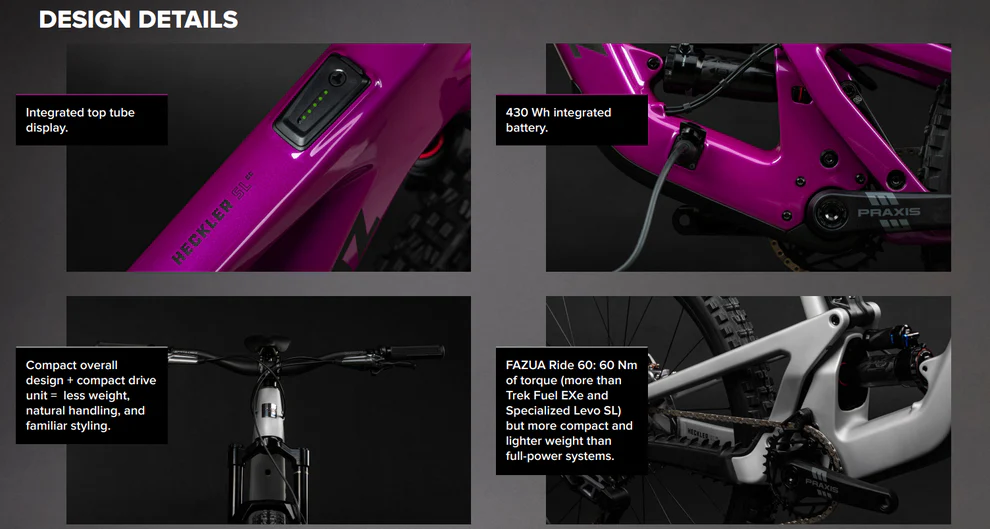 DESIGN DETAILS
Integrated top tube
display.
HECKLER SL
430 Wh integrated
battery.
PRAXIS
Compact overall
design + compact drive
unit = less weight,
natural handling, and
familiar styling.
FAZUA Ride 60: 60 Nm
of torque (more than
Trek Fuel EXe and
Specialized Levo SL)
but more compact and
lighter weight than
full-power systems.
HECKLER
PRAXIS